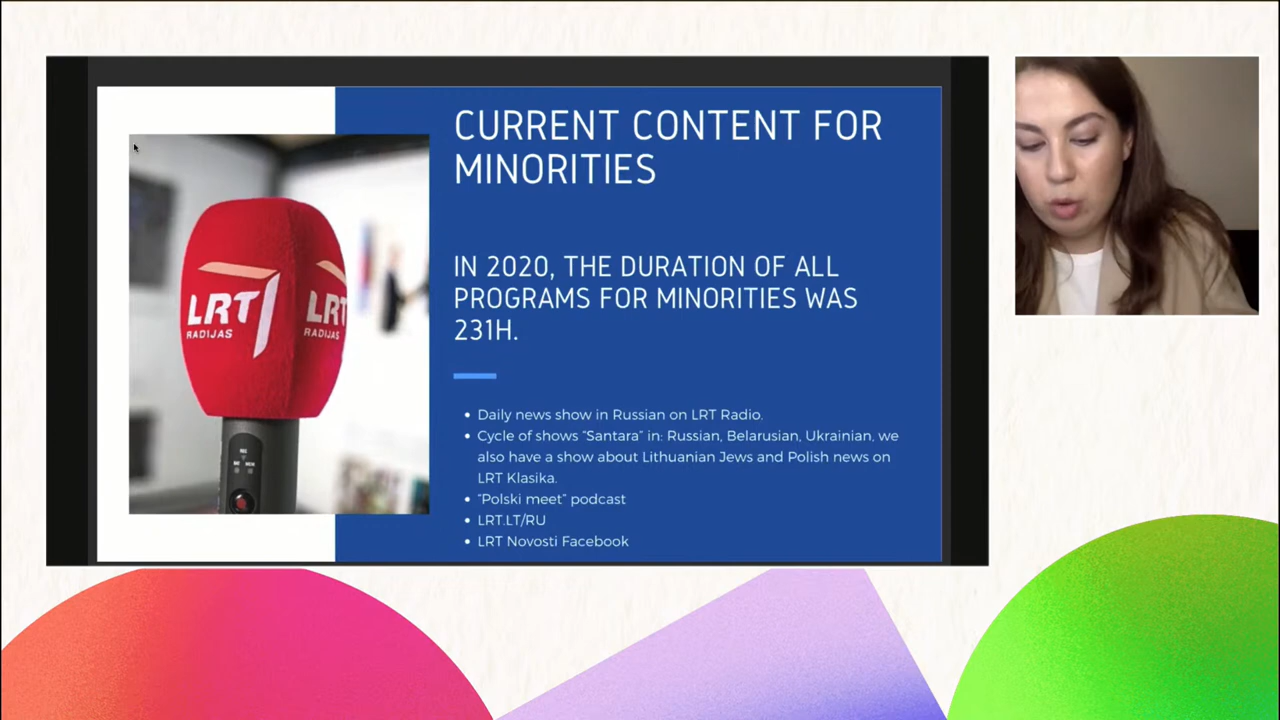 CURRENT CONTENT FOR
MINORITIES
IN 2020, THE DURATION OF ALL
PROGRAMS FOR MINORITIES WAS
231H.
• Daily news show in Russian on LRT Radio.
• Cycle of shows "Santara" in: Russian, Belarusian, Ukrainian, we
also have a show about Lithuanian Jews and Polish news on
LRT Klasika.
• "Polski meet" podcast
• LRT.LT/RU
• LRT Novosti Facebook
LRT
RADIJAS
LRT
RADIJAS